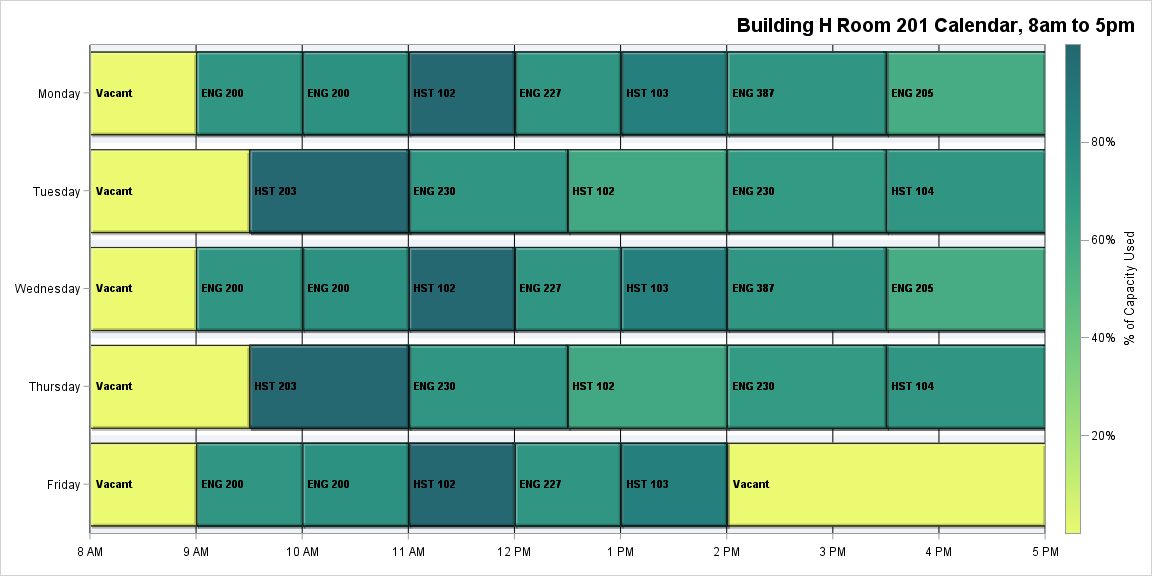 Building H Room 201 Calendar, 8am to 5pm
Monday
Vacant
ENG 200
ENG 200
HST 102
ENG 227
HST 103
ENG 387
ENG 205
Tuesday
Vacant
HST 203
ENG 230
HST 102
ENG 230
HST 104
Wednesday
Vacant
ENG 200
ENG 200
HST 102
ENG 227
HST 103
ENG 387
ENG 205
Thursday
Vacant
HST 203
ENG 230
HST 102
ENG 230
HST 104
Friday
Vacant
ENG 200
ENG 200
HST 102
ENG 227
HST 103
Vacant
8 AM
9 AM
10 AM
11 AM
12 PM
1 PM
2 PM
3 PM
4 PM
5 PM
80%
60%
40%
20%
% of Capacity Used